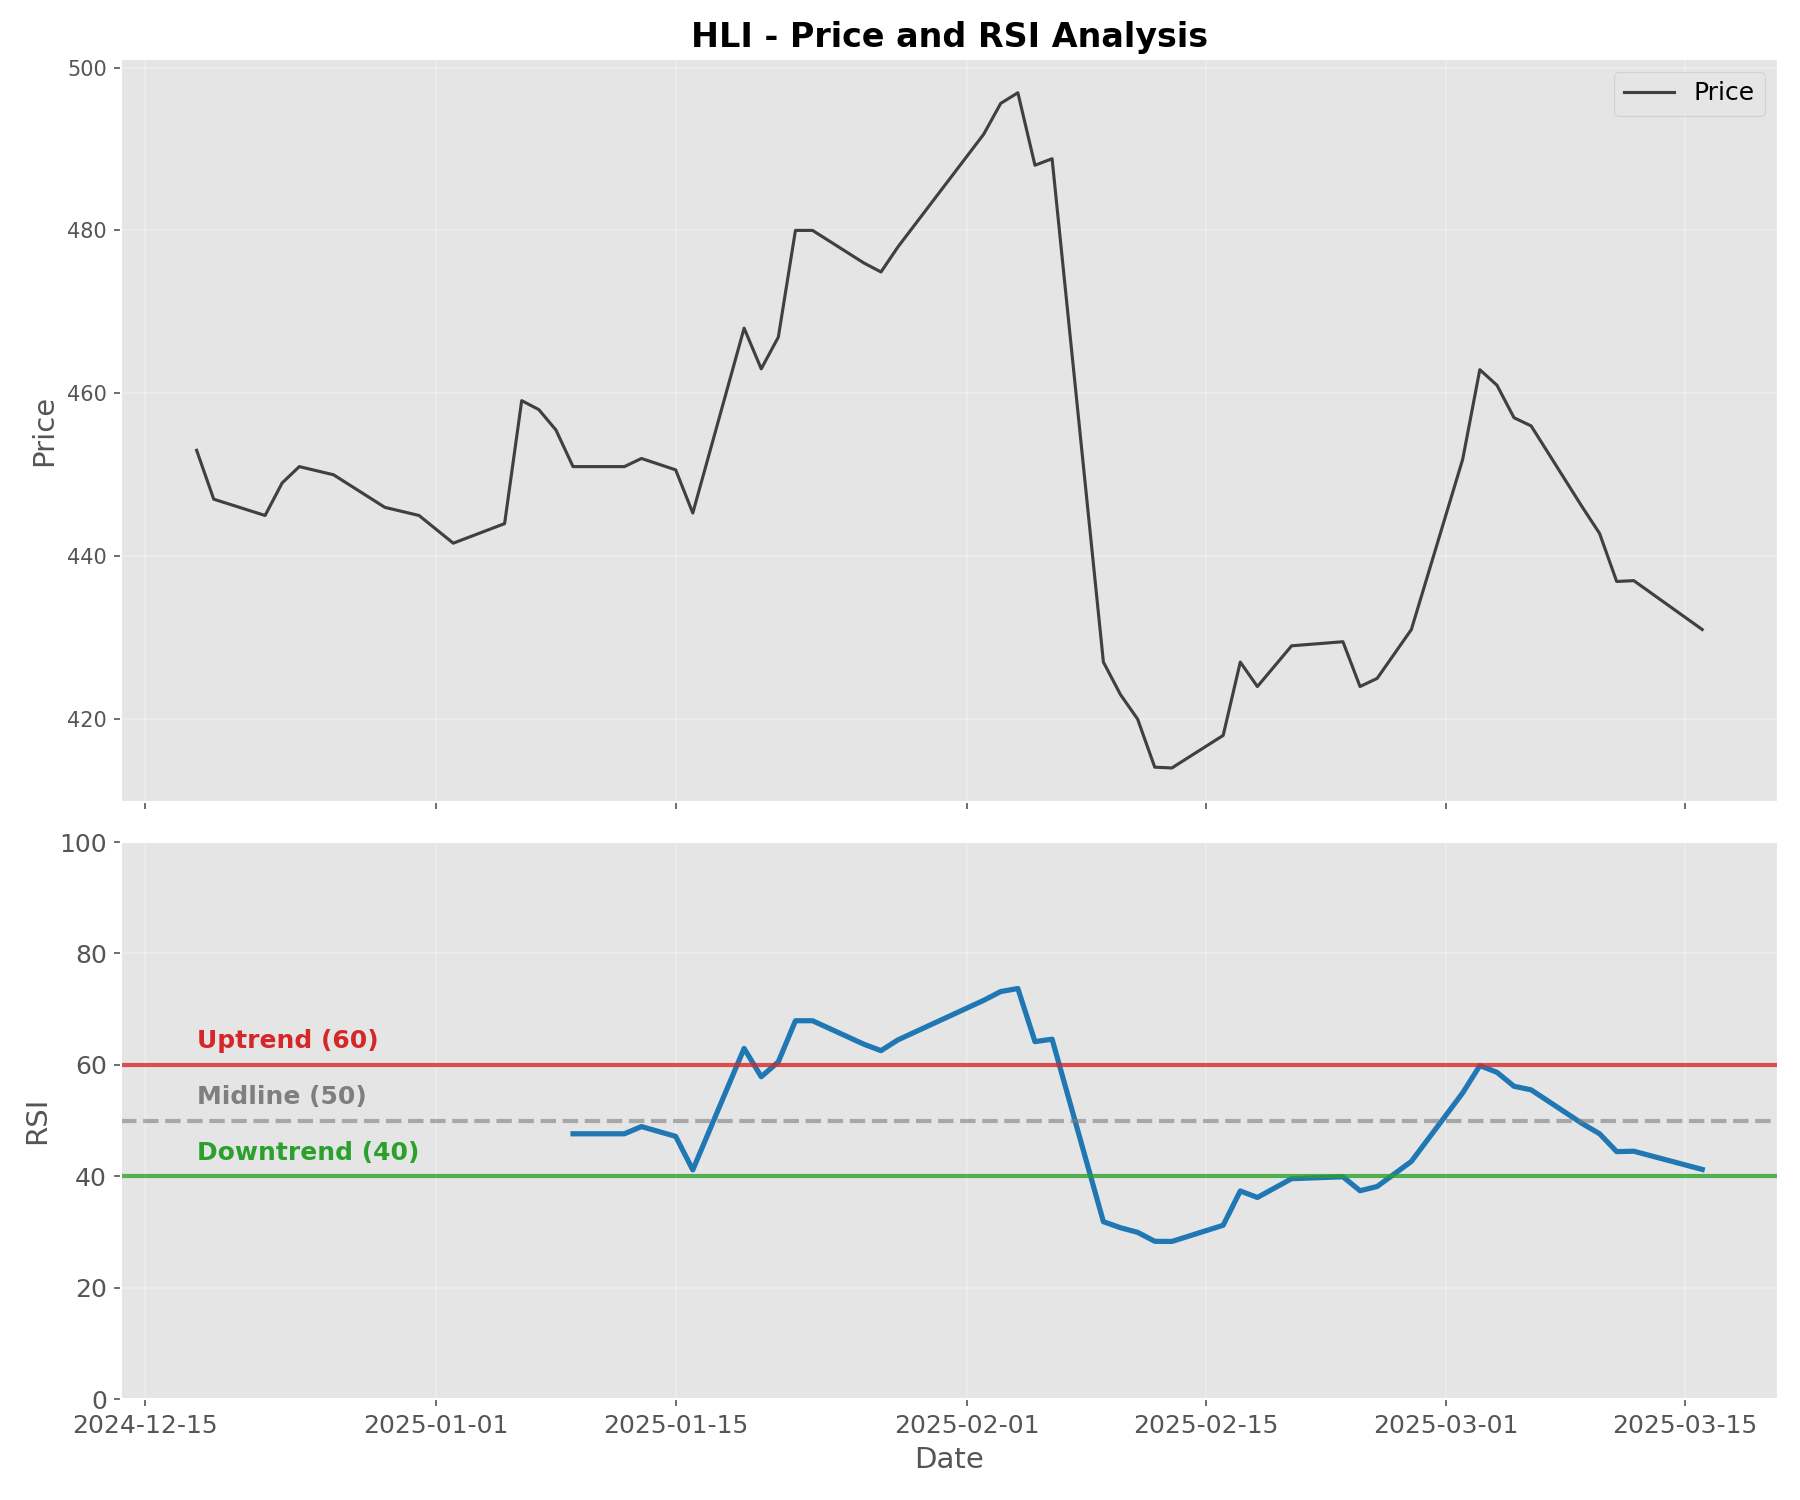 HLI - Price and RSI Analysis
Price
500
480
460
440
420
Price
100
80
60
40
20
0
RSI
Uptrend (60)
Midline (50)
Downtrend (40)
2024-12-15
2025-01-01
2025-01-15
2025-02-01
2025-02-15
2025-03-01
2025-03-15
Date